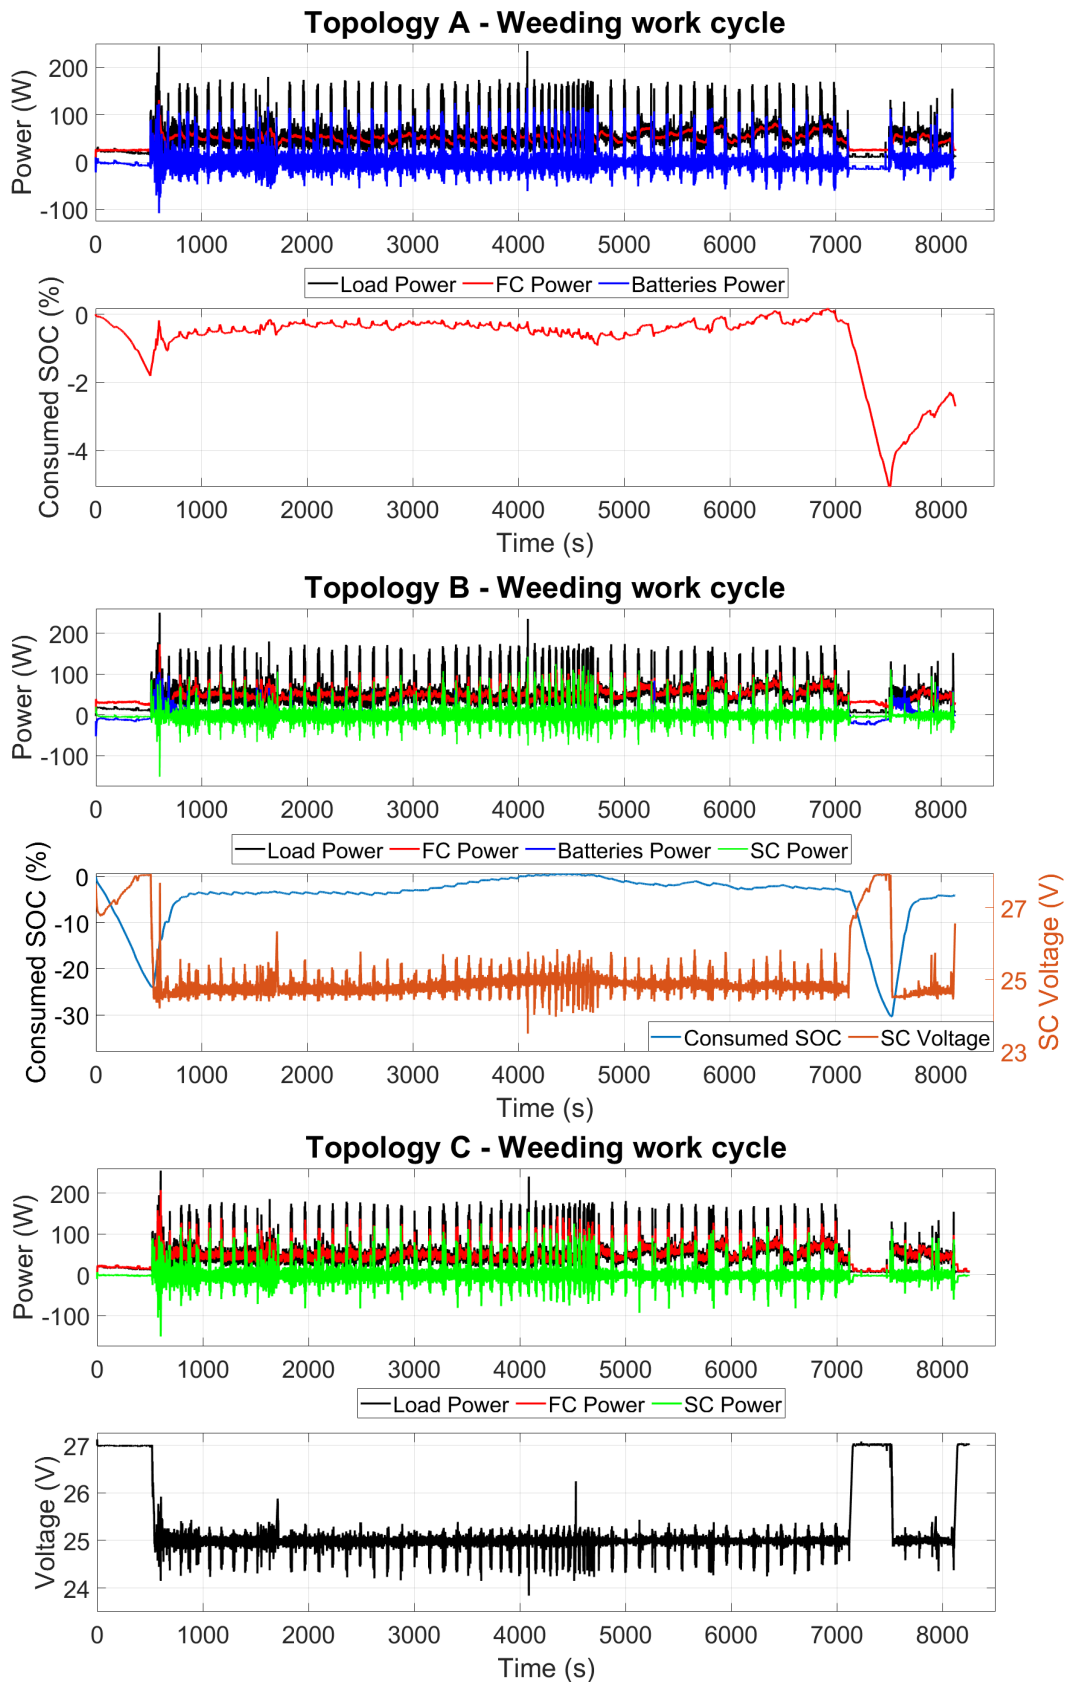 Topology A - Weeding work cycle
Power (W)
200
100
0
-100
0 1000 2000 3000 4000 5000 6000 7000 8000
Load Power FC Power Batteries Power
Consumed SOC (%)
0
-2
-4
0 1000 2000 3000 4000 5000 6000 7000 8000
Time (s)
Topology B - Weeding work cycle
Power (W)
200
100
0
-100
0 1000 2000 3000 4000 5000 6000 7000 8000
Load Power FC Power Batteries Power SC Power
Consumed SOC (%)
0
-10
-20
-30
27
25
23
SC Voltage (V)
Consumed SOC SC Voltage
0 1000 2000 3000 4000 5000 6000 7000 8000
Time (s)
Topology C - Weeding work cycle
Power (W)
200
100
0
-100
0 1000 2000 3000 4000 5000 6000 7000 8000
Load Power FC Power SC Power
Voltage (V)
27
26
25
24
0 1000 2000 3000 4000 5000 6000 7000 8000
Time (s)